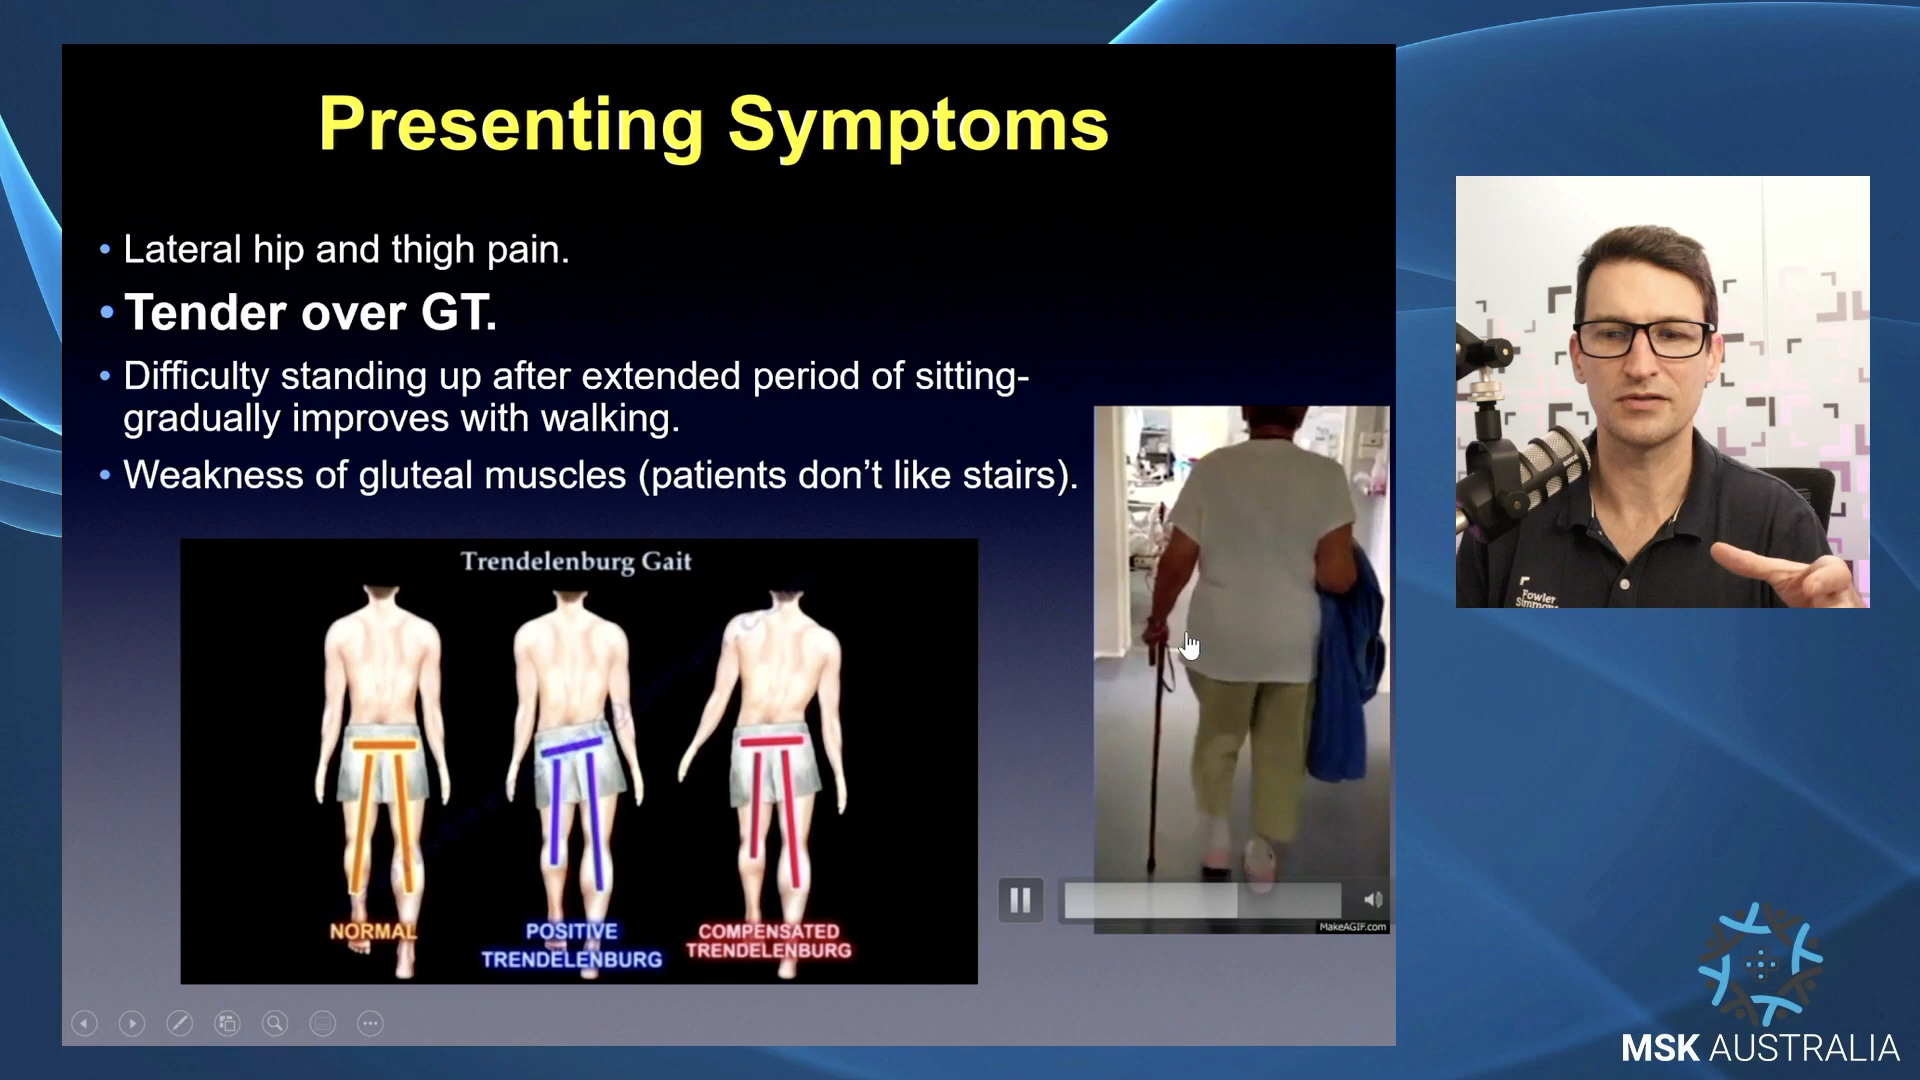 Presenting Symptoms
• Lateral hip and thigh pain.
• Tender over GT.
• Difficulty standing up after extended period of sitting-
gradually improves with walking.
• Weakness of gluteal muscles (patients don’t like stairs).
Trendelenburg Gait
NORMAL
POSITIVE
TRENDELENBURG
COMPENSATED
TRENDELENBURG
MakeAGIF.com
Fowler
Simmons
MSK AUSTRALIA